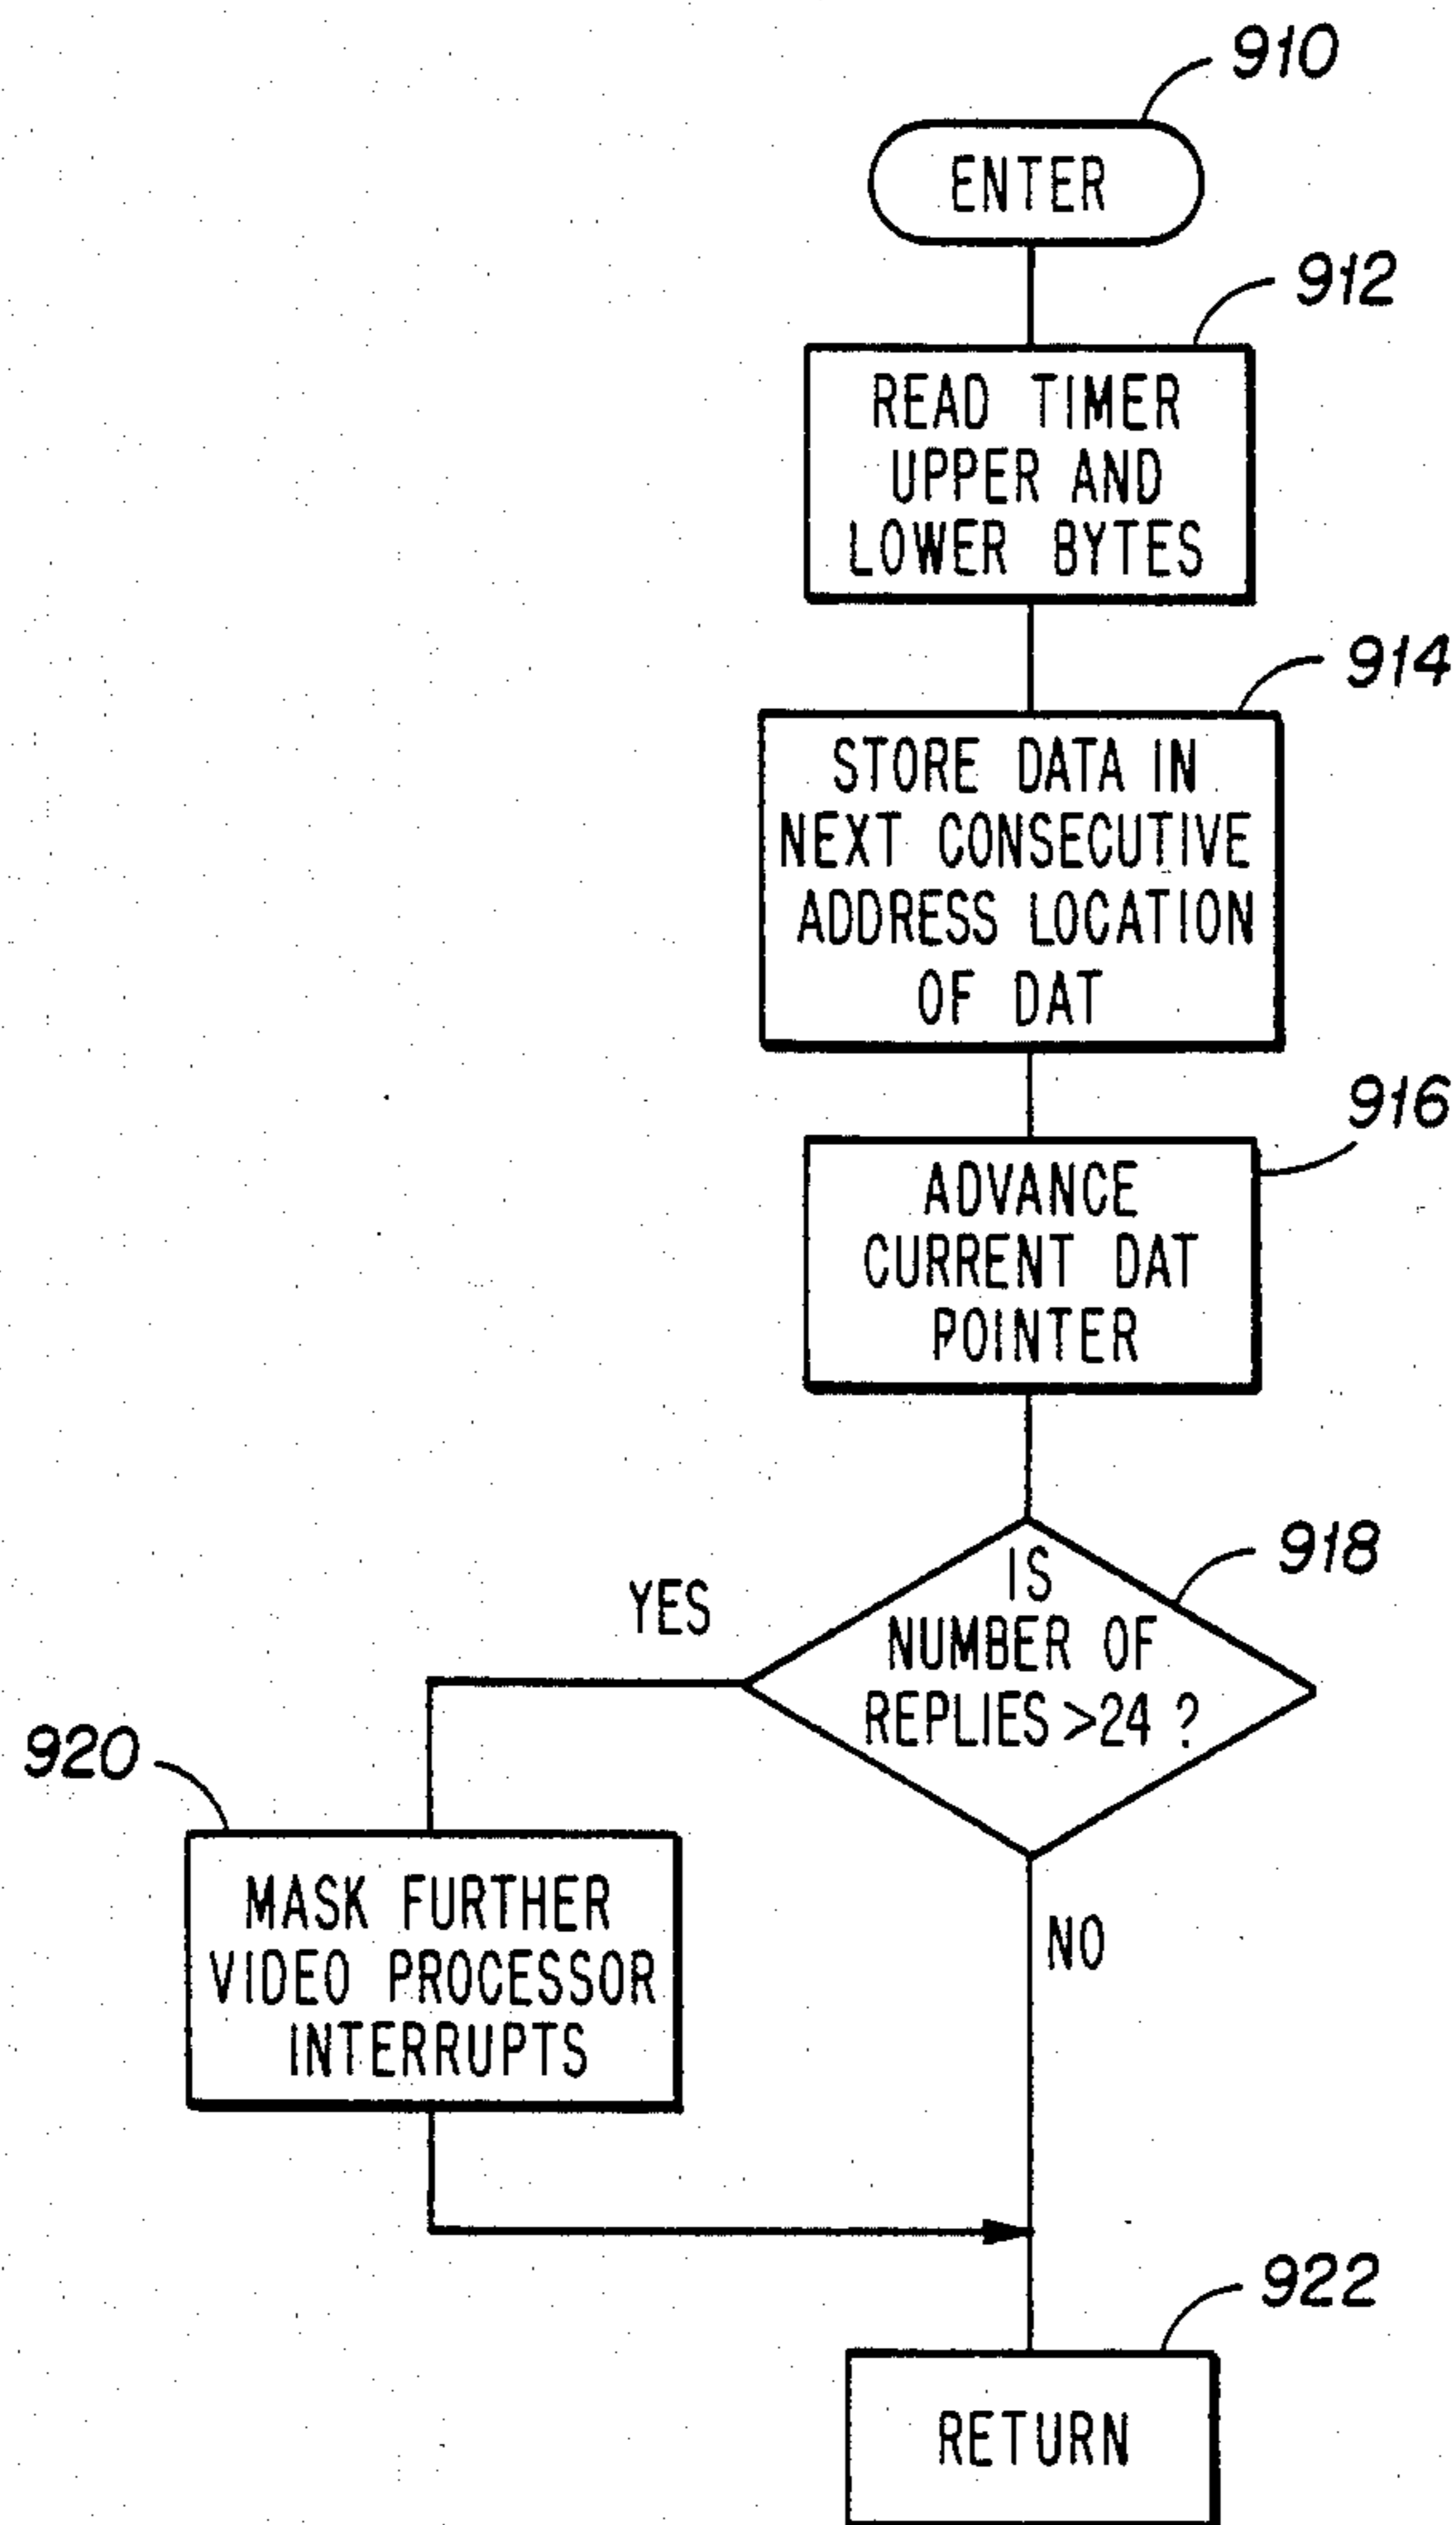 910
ENTER
912
READ TIMER
UPPER AND
LOWER BYTES
914
STORE DATA IN
NEXT CONSECUTIVE
ADDRESS LOCATION
OF DAT
916
ADVANCE
CURRENT DAT
POINTER
918
IS
NUMBER OF
REPLIES >24 ?
YES
NO
920
MASK FURTHER
VIDEO PROCESSOR
INTERRUPTS
922
RETURN